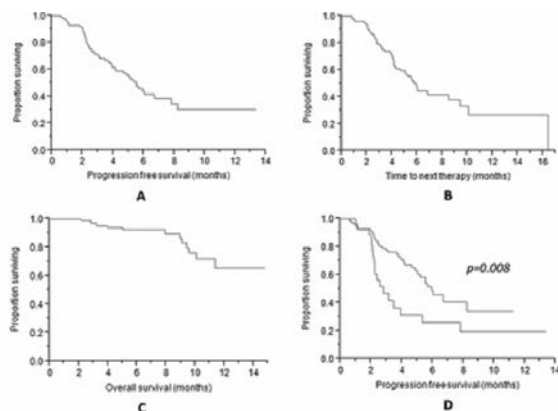 1.0
0.8
0.6
0.4
0.2
0.0
Proportion surviving
0 2 4 6 8 10 12 14
Progression free survival (months)
A
1.0
0.8
0.6
0.4
0.2
0.0
Proportion surviving
0 2 4 6 8 10 12 14 16
Time to next therapy (months)
B
1.0
0.8
0.6
0.4
0.2
0.0
Proportion surviving
0 2 4 6 8 10 12 14
Overall survival (months)
C
1.0
0.8
0.6
0.4
0.2
0.0
Proportion surviving
p=0.008
0 2 4 6 8 10 12 14
Progression free survival (months)
D